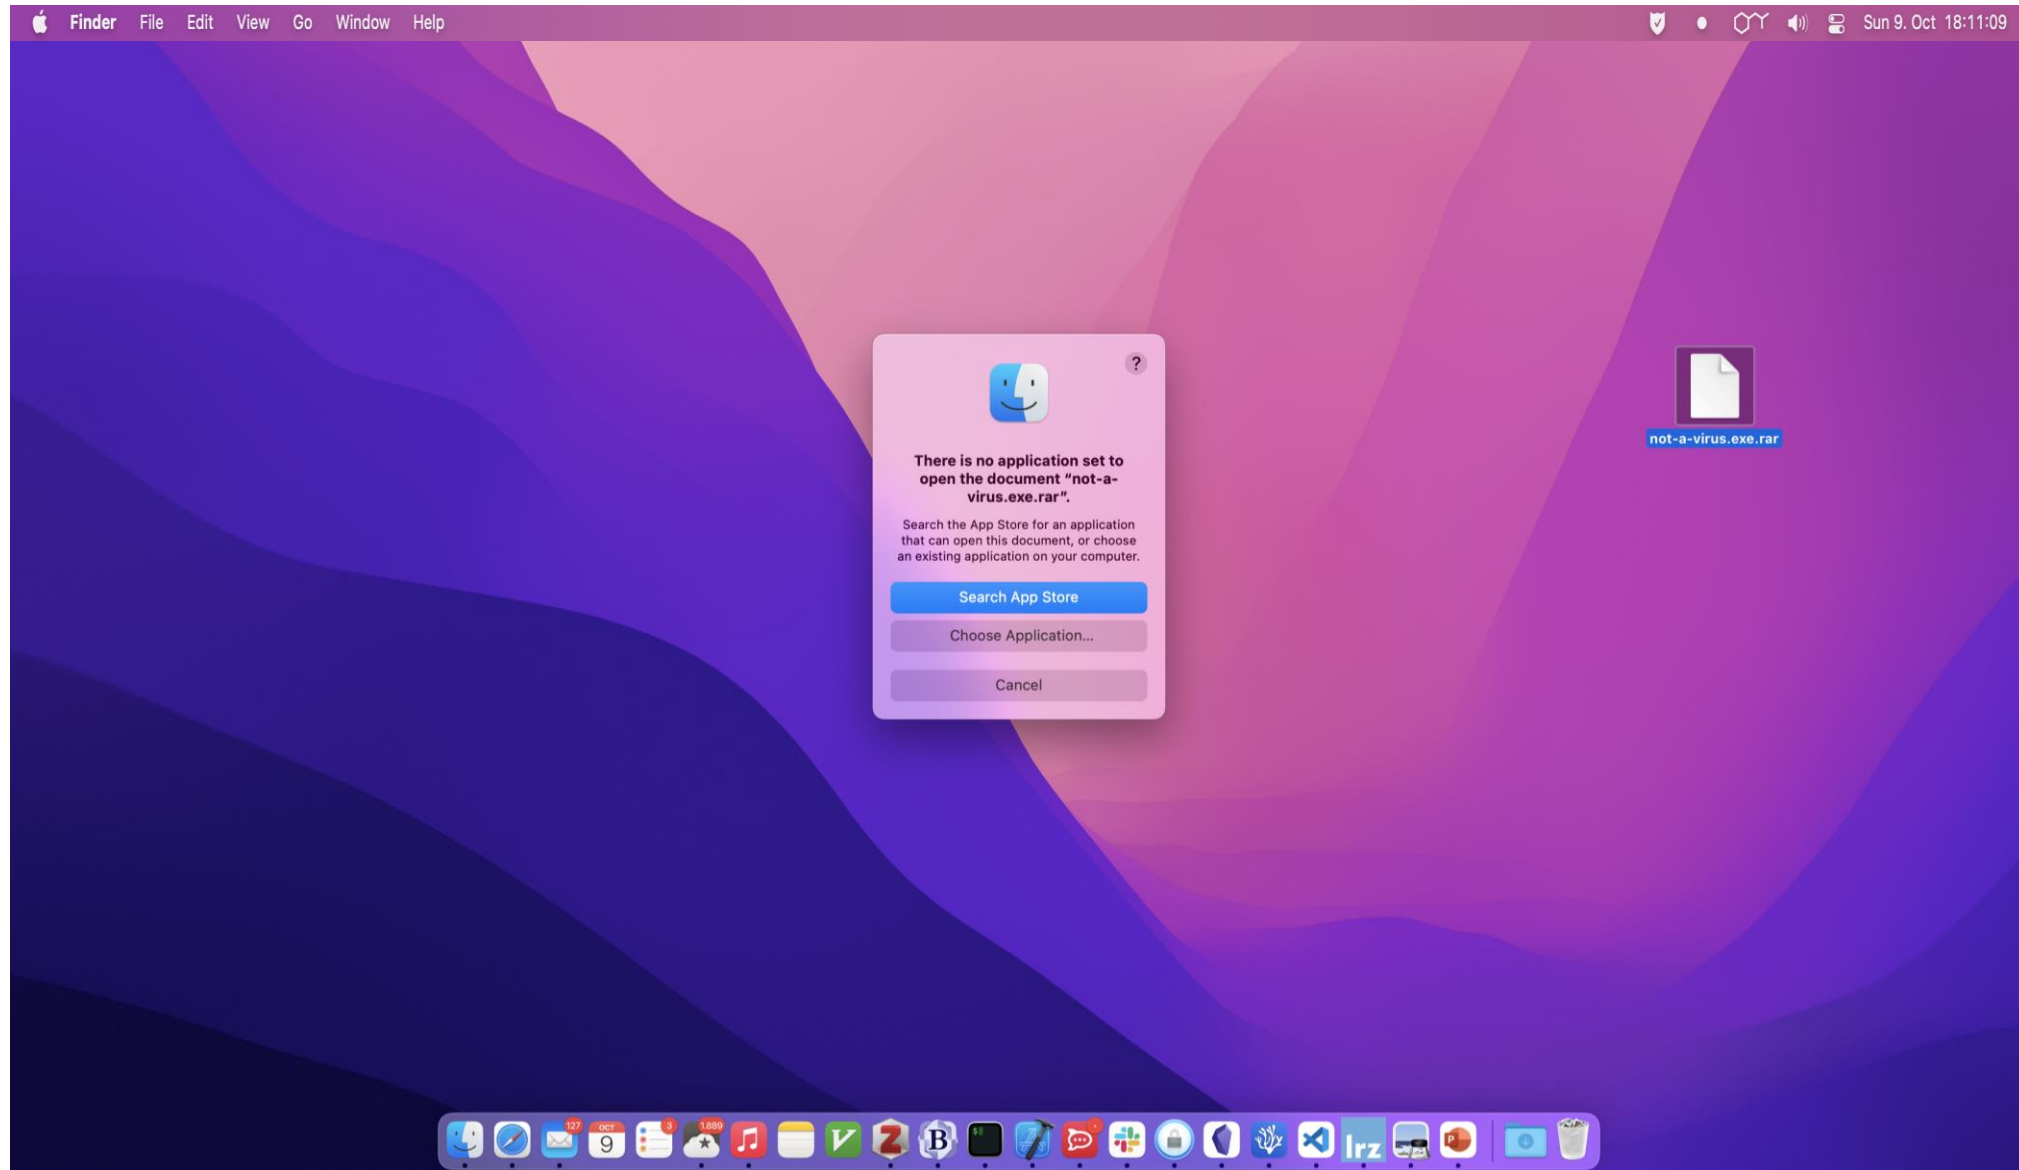 Finder File Edit View Go Window Help
Sun 9. Oct 18:11:09
?
There is no application set to
open the document “not-a-
virus.exe.rar”.
Search the App Store for an application
that can open this document, or choose
an existing application on your computer.
Search App Store
Choose Application...
Cancel
not-a-virus.exe.rar
127
OCT
9
3
1.889
V
Z
B
$
lrz
P